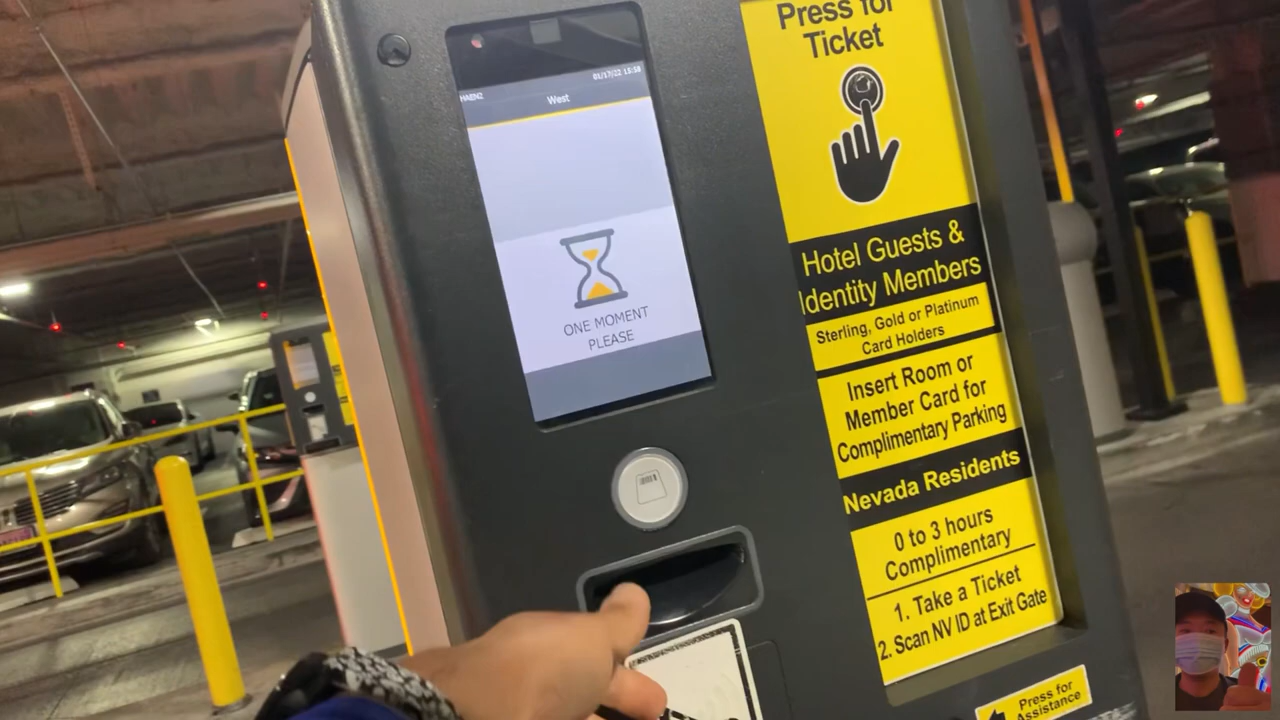 01/17/22 15:58
HAEN2
West
ONE MOMENT
PLEASE
Press for
Ticket
Hotel Guests &
Identity Members
Sterling, Gold or Platinum
Card Holders
Insert Room or
Member Card for
Complimentary Parking
Nevada Residents
0 to 3 hours
Complimentary
1. Take a Ticket
2. Scan NV ID at Exit Gate
Press for
Assistance